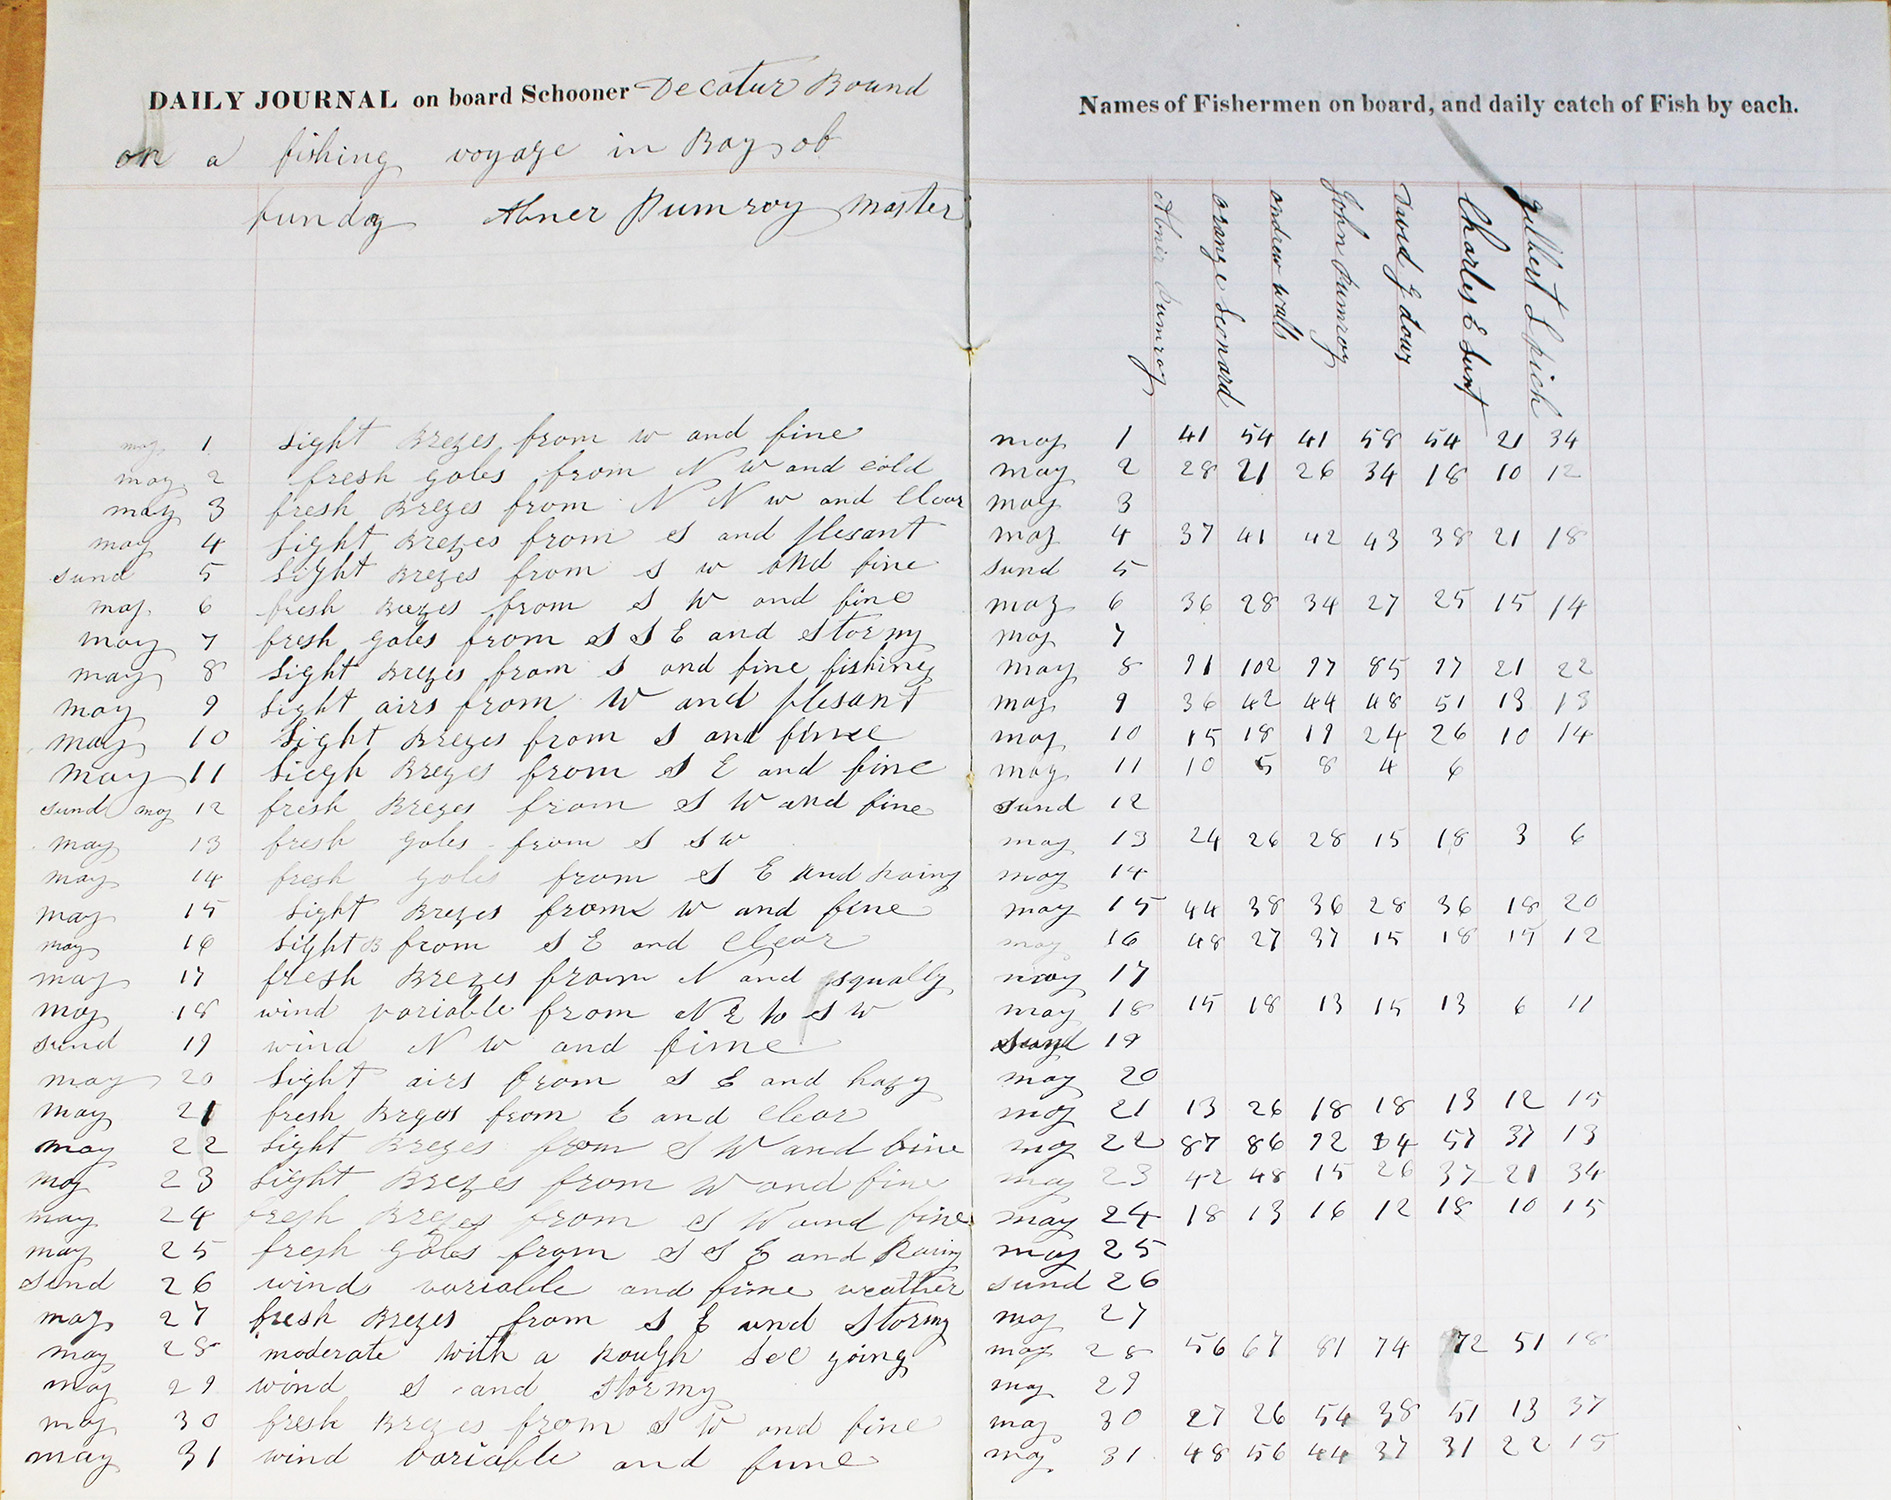 DAILY JOURNAL on board Schooner Decatur Bound
on a fishing voyage in Bay of
funday Abner Pumroy Master
may 1 Light Brezes from W and fine
may 2 fresh gales from N W and cold
may 3 fresh Brezes from N N W and Clear
may 4 Light Brezes from S and plesant
Sund 5 Light Brezes from S W and fine
may 6 fresh Brezes from S W and fine
may 7 fresh gales from S S E and Stormy
may 8 Light Brezes from S and fine fishing
may 9 Light airs from W and plesant
may 10 Light Brezes from S and fine
may 11 Liegh Brezes from S E and fine
Sund may 12 fresh Brezes from S W and fine
may 13 fresh gales from S S W
may 14 fresh gales from S E and Rainy
may 15 Light Brezes from W and fine
may 16 Light B from S E and Clear
may 17 fresh Brezes from N and squally
may 18 wind variable from N E to S W
Sund 19 wind N W and fine
may 20 Light airs from S E and hazy
may 21 fresh from E and Clear
may 22 Light Brezes from S W and fine
may 23 Light Brezes from W and fine
may 24 fresh Brezes from S W and fine
may 25 fresh gales from S S E and Rainy
Sund 26 wind variable and fine weather
may 27 fresh Brezes from S E and Stormy
may 28 moderate with a Rough See going
may 29 wind S and Stormy
may 30 fresh Brezes from S W and fine
may 31 wind variable and fine
Names of Fishermen on board, and daily catch of Fish by each.
Abner Pumroy
Orange Leonard
Andrew Walls
John Pumroy
David J
Charles E
Gilbert
may 1 41 54 41 58 54 21 34
may 2 28 21 26 34 18 10 12
may 3
may 4 37 41 42 43 38 21 18
Sund 5
may 6 36 28 34 27 25 15 14
may 7
may 8 91 102 97 85 97 21 22
may 9 36 42 44 48 51 13 13
may 10 15 18 19 24 26 10 14
may 11 10 5 8 4 6
Sund 12
may 13 24 26 28 15 18 3 6
may 14
may 15 44 38 36 28 36 18 20
may 16 48 27 37 15 18 15 12
may 17
may 18 15 18 13 15 13 6 11
Sund 19
may 20
may 21 13 26 18 18 13 12 15
may 22 87 86 92 84 57 37 13
may 23 42 48 15 26 37 21 34
may 24 18 13 16 12 18 10 15
may 25
Sund 26
may 27
may 28 56 67 81 74 72 51 18
may 29
may 30 27 26 54 38 51 13 37
may 31 48 56 44 37 31 22 15